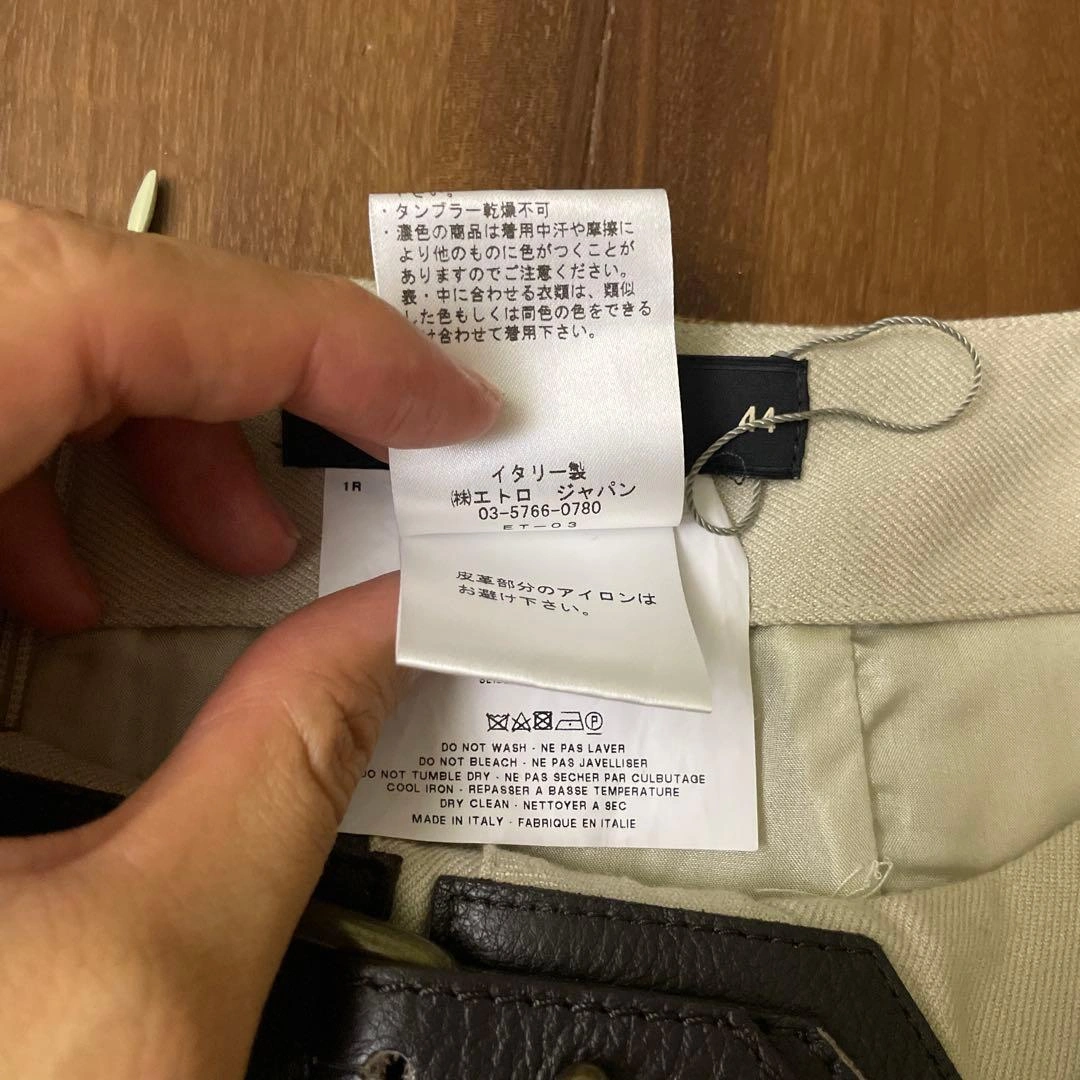 ・タンブラー乾燥不可
・濃色の商品は着用中汗や摩擦に
より他のものに色がつくことが
ありますのでご注意ください。
表・中に合わせる衣類は、類似
した色もしくは同色の色をできる
け合わせて着用下さい。
44
1R
イタリー製
㈱エトロ ジャパン
03-5766-0780
ET-03
皮革部分のアイロンは
お避け下さい。
DO NOT WASH - NE PAS LAVER
DO NOT BLEACH - NE PAS JAVELLISER
DO NOT TUMBLE DRY - NE PAS SECHER PAR CULBUTAGE
COOL IRON - REPASSER A BASSE TEMPERATURE
DRY CLEAN - NETTOYER A SEC
MADE IN ITALY - FABRIQUE EN ITALIE